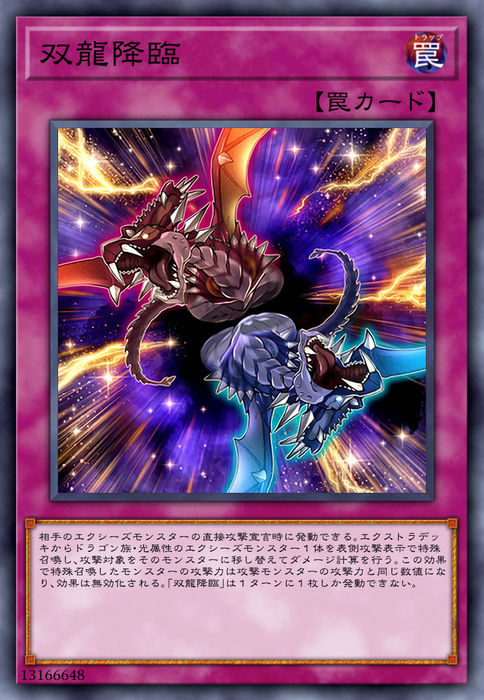 双龍降臨
トラップ
罠
【罠カード】
相手のエクシーズモンスターの直接攻撃宣言時に発動できる。エクストラデッ
キからドラゴン族・光属性のエクシーズモンスター１体を表側攻撃表示で特殊
召喚し、攻撃対象をそのモンスターに移し替えてダメージ計算を行う。この効果
で特殊召喚したモンスターの攻撃力は攻撃モンスターの攻撃力と同じ数値にな
り、効果は無効化される。「双龍降臨」は１ターンに１枚しか発動できない。
13166648